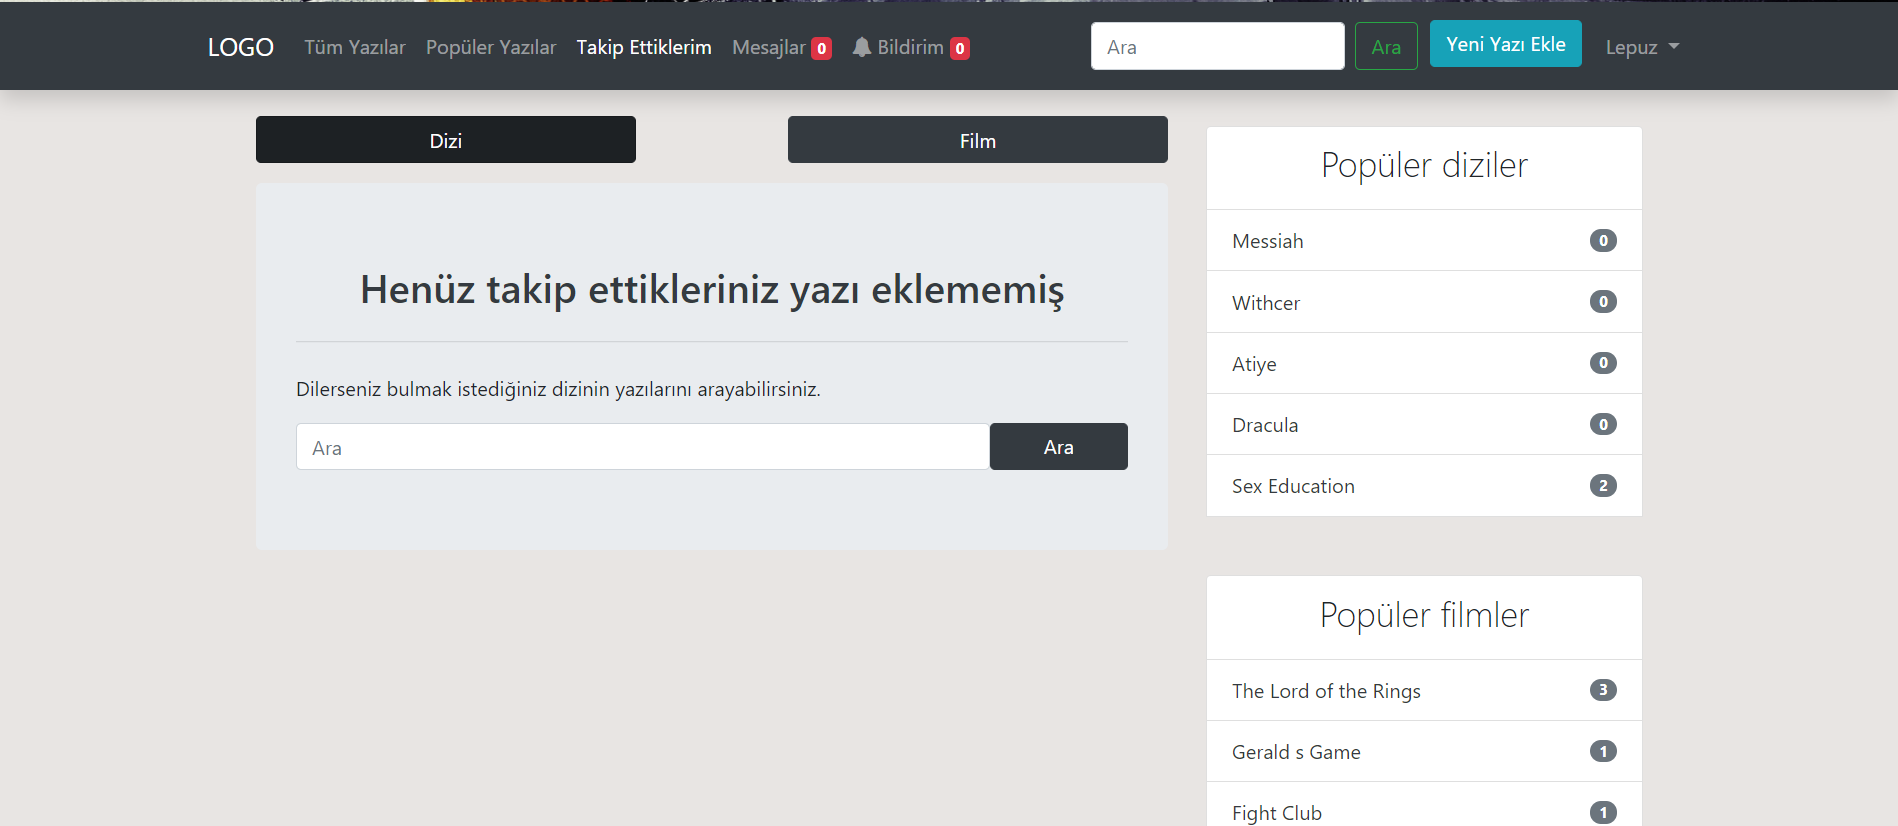 LOGO Tüm Yazılar Popüler Yazılar Takip Ettiklerim Mesajlar 0 Bildirim 0 Ara Ara Yeni Yazı Ekle Lepuz
Dizi Film
Henüz takip ettikleriniz yazı eklememiş
Dilerseniz bulmak istediğiniz dizinin yazılarını arayabilirsiniz.
Ara Ara
Popüler diziler
Messiah 0
Withcer 0
Atiye 0
Dracula 0
Sex Education 2
Popüler filmler
The Lord of the Rings 3
Gerald s Game 1
Fight Club 1